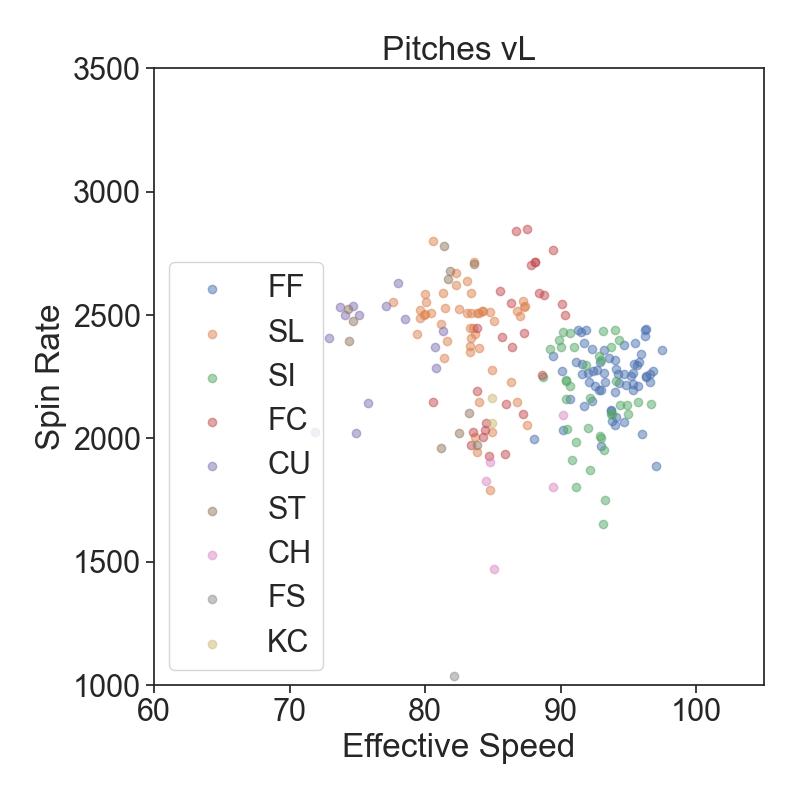 Pitches vL
3500
3000
2500
2000
1500
1000
Spin Rate
FF
SL
SI
FC
CU
ST
CH
FS
KC
60 70 80 90 100
Effective Speed